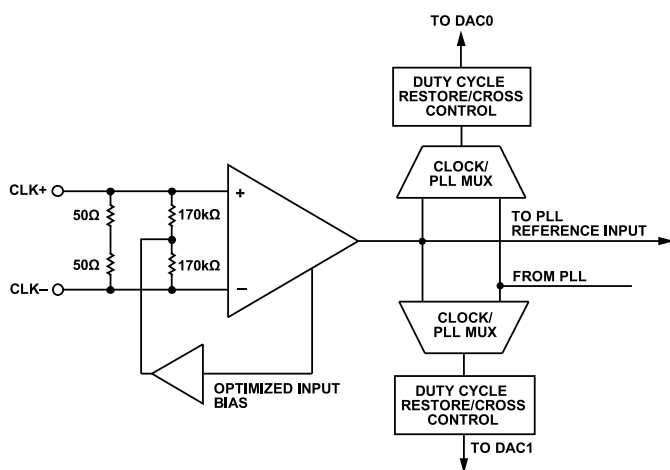 TO DAC0
DUTY CYCLE
RESTORE/CROSS
CONTROL
CLOCK/
PLL MUX
CLK+
50Ω
170kΩ
+
TO PLL
REFERENCE INPUT
50Ω
170kΩ
FROM PLL
CLK–
–
CLOCK/
PLL MUX
OPTIMIZED INPUT
BIAS
DUTY CYCLE
RESTORE/CROSS
CONTROL
TO DAC1